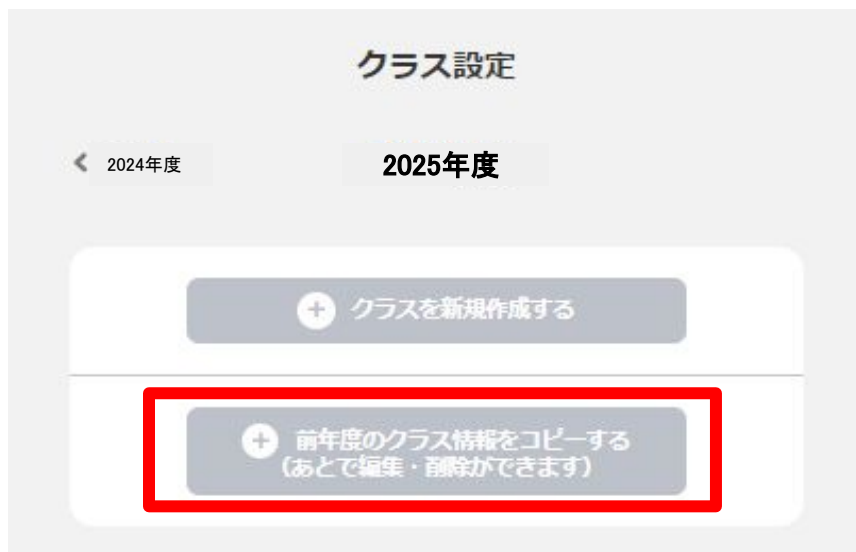 クラス設定
2024年度
2025年度
クラスを新規作成する
前年度のクラス情報をコピーする
(あとで編集・削除ができます)